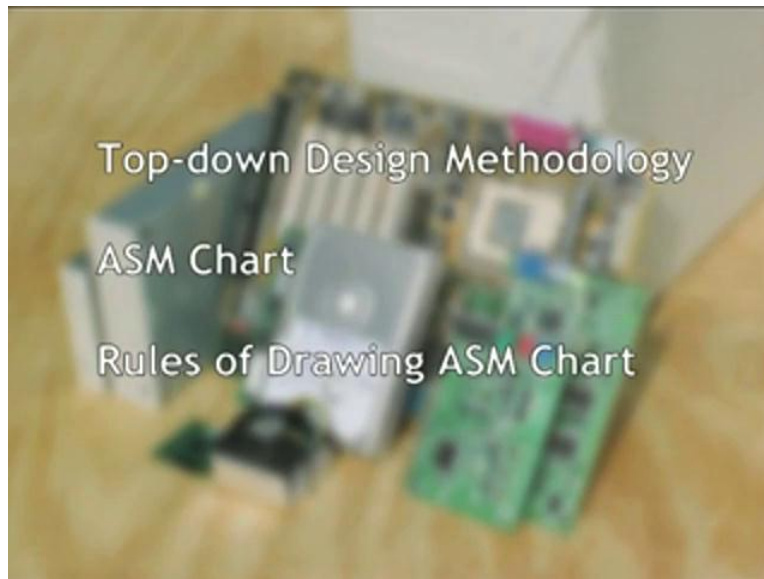 Top-down Design Methodology
ASM Chart
Rules of Drawing ASM Chart